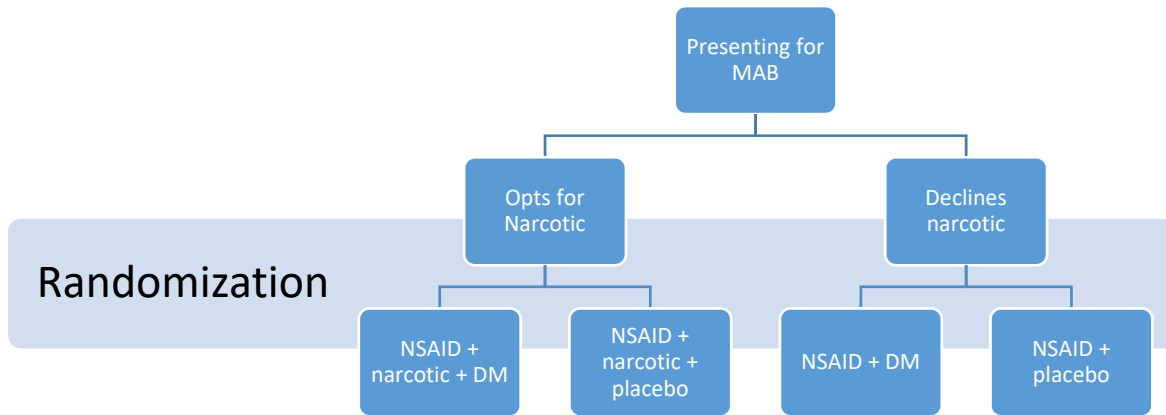 Presenting for
MAB
Opts for
Narcotic
Declines
narcotic
Randomization
NSAID +
narcotic + DM
NSAID +
narcotic +
placebo
NSAID + DM
NSAID +
placebo